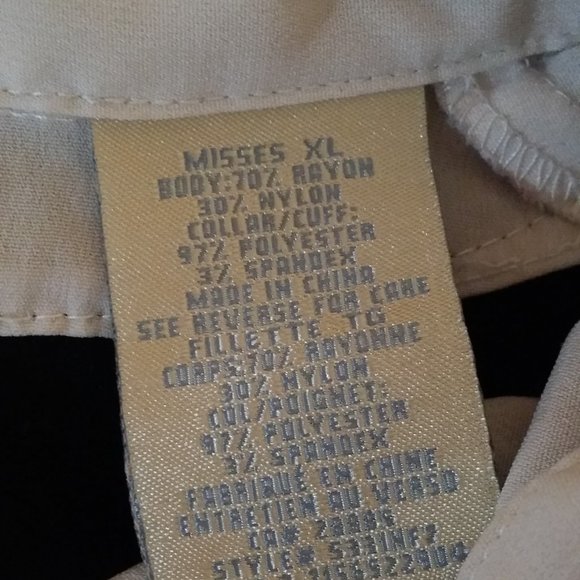 MISSES XL
BODY:70% RAYON
30% NYLON
COLLAR/CUFF:
97% POLYESTER
3% SPANDEX
MADE IN CHINA
SEE REVERSE FOR CARE
FILLETTE TG
CORPS:70% RAYONNE
30% NYLON
COL/POIGNET:
97% POLYESTER
3% SPANDEX
FABRIQUÉ EN CHINE
ENTRETIEN AU VERSO
CA#
STYLE#